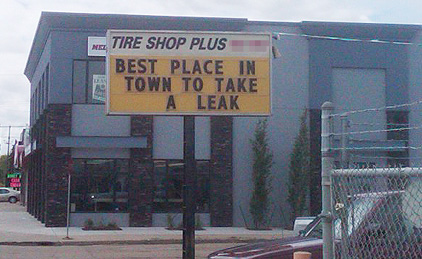 TIRE SHOP PLUS
BEST PLACE IN
TOWN TO TAKE
A LEAK